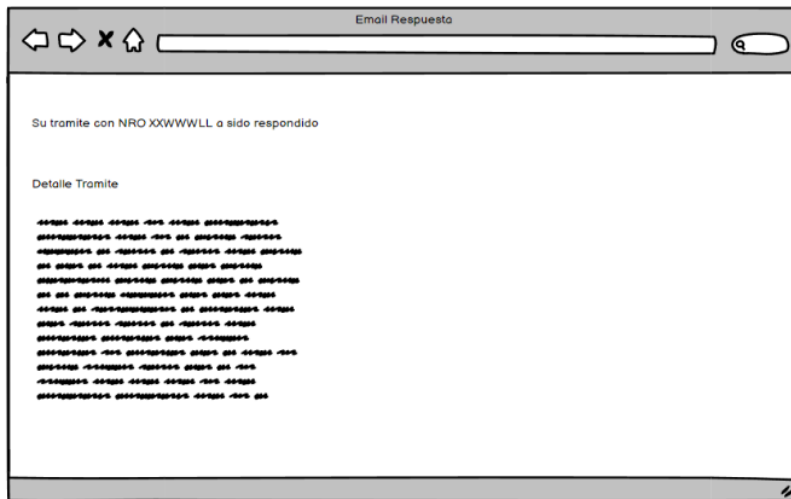 Email Respuesta
Su tramite con NRO XXWWWLL a sido respondido
Detalle Tramite